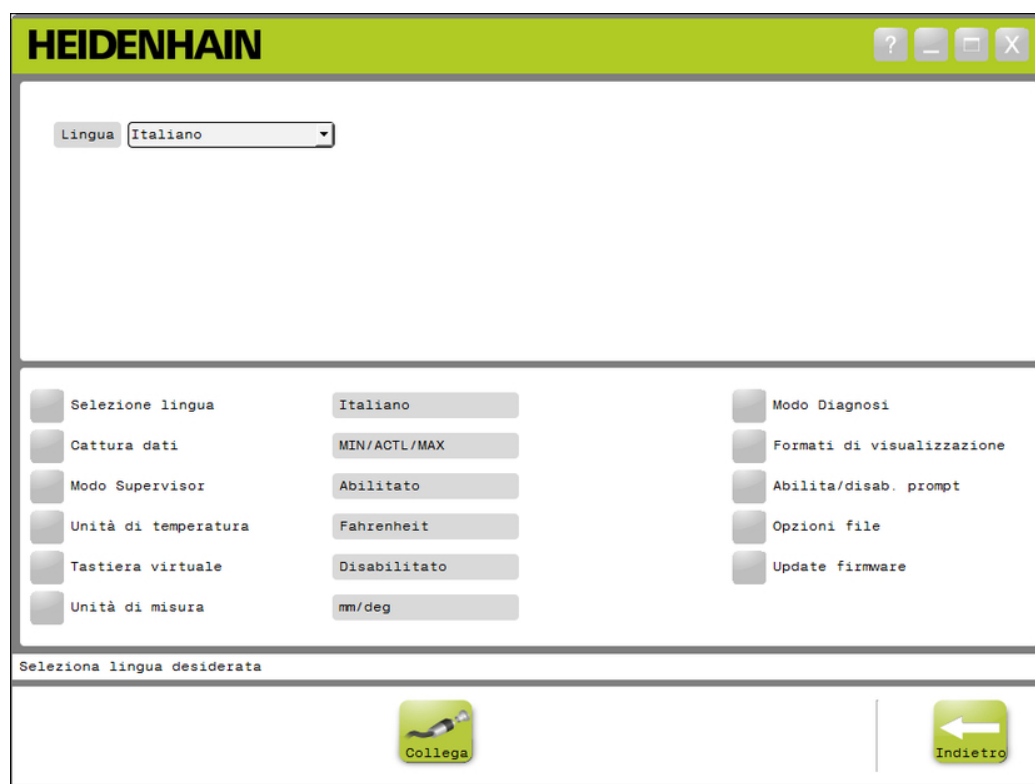 HEIDENHAIN
? _ X
Lingua Italiano
Selezione lingua Italiano Modo Diagnosi
Cattura dati MIN/ACTL/MAX Formati di visualizzazione
Modo Supervisor Abilitato Abilita/disab. prompt
Unità di temperatura Fahrenheit Opzioni file
Tastiera virtuale Disabilitato Update firmware
Unità di misura mm/deg
Seleziona lingua desiderata
Collega Indietro